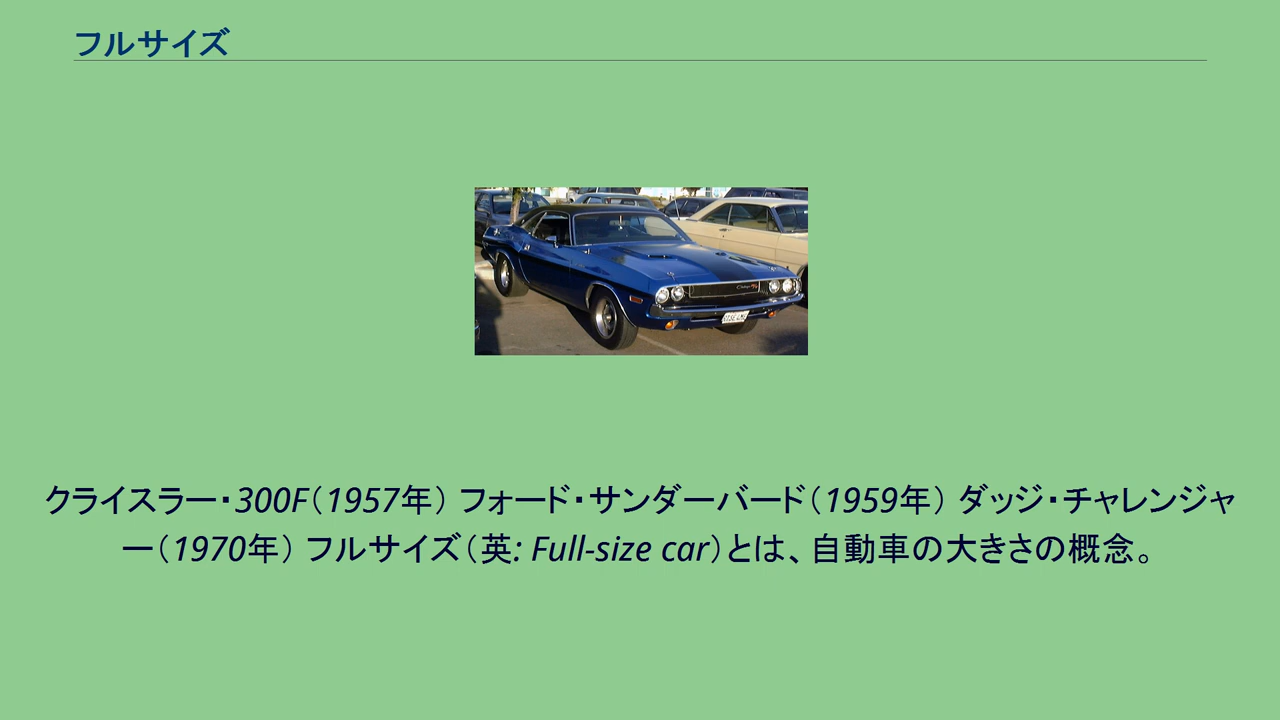 フルサイズ
クライスラー・300F（1957年） フォード・サンダーバード（1959年） ダッジ・チャレンジャ
ー（1970年） フルサイズ（英: Full-size car）とは、自動車の大きさの概念。